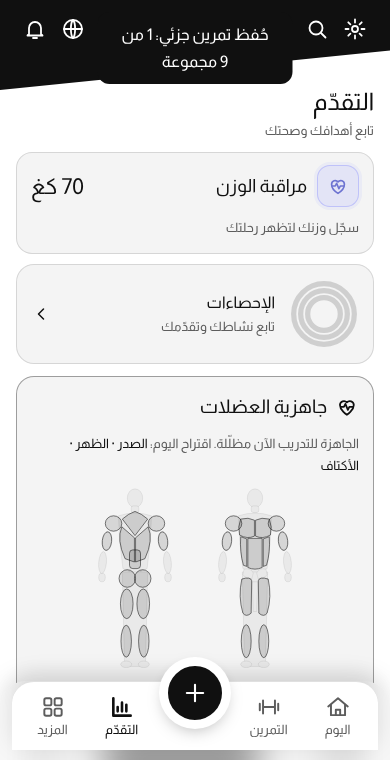 حُفظ تمرين جزئي: 1 من
9 مجموعة
التقدّم
تابع أهدافك وصحتك
مراقبة الوزن
70 كغ
سجّل وزنك لتظهر رحلتك
الإحصاءات
تابع نشاطك وتقدّمك
جاهزية العضلات
الجاهزة للتدريب الآن مظلّلة. اقتراح اليوم: الصدر · الظهر ·
الأكتاف
اليوم
التمرين
التقدّم
المزيد